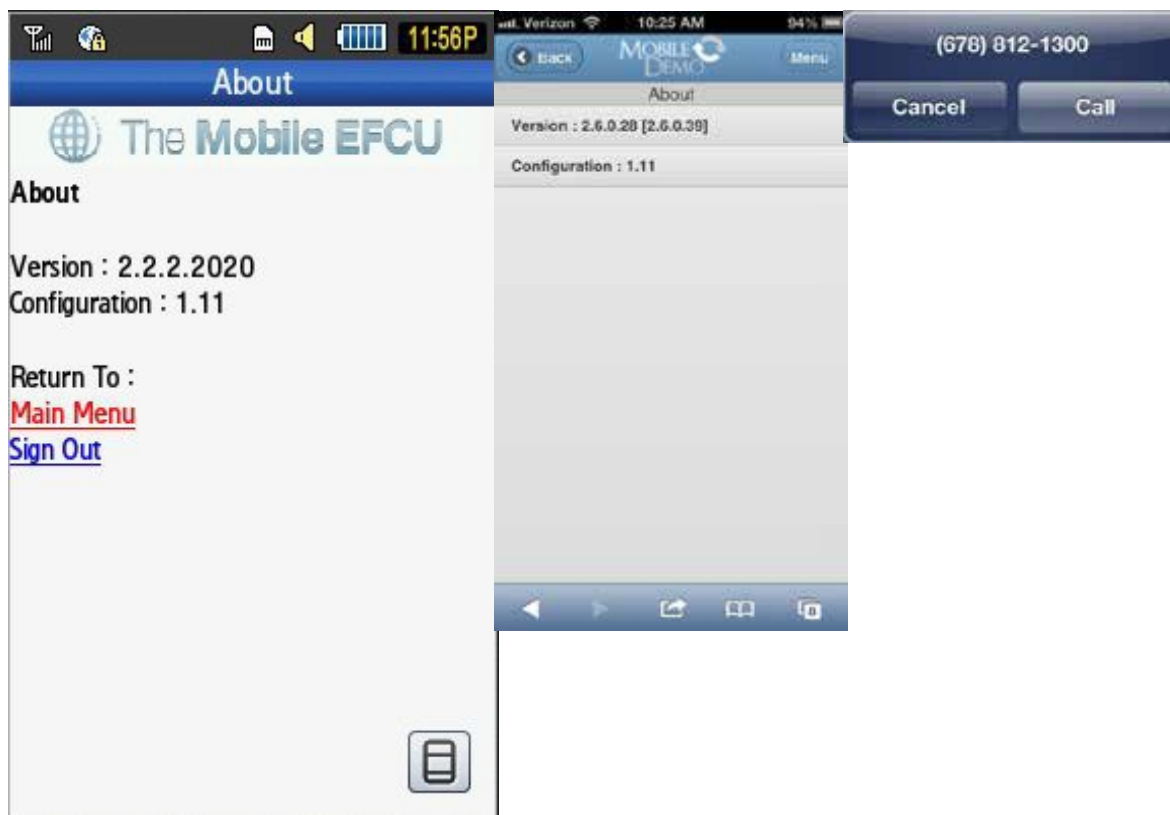 11:56P
About
The Mobile EFCU
About
Version : 2.2.2.2020
Configuration : 1.11
Return To :
Main Menu
Sign Out
Verizon 10:25 AM 94%
Back MOBILE DEMO Menu
About
Version : 2.6.0.28 [2.6.0.39]
Configuration : 1.11
(678) 812-1300
Cancel Call